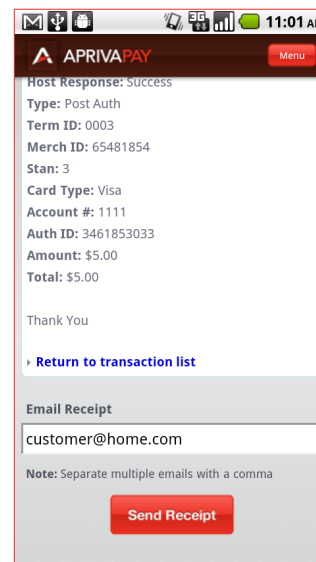 3G 11:01 A
APRIVAPAY Menu
Host Response: Success
Type: Post Auth
Term ID: 0003
Merch ID: 65481854
Stan: 3
Card Type: Visa
Account #: 1111
Auth ID: 3461853033
Amount: $5.00
Total: $5.00
Thank You
Return to transaction list
Email Receipt
customer@home.com
Note: Separate multiple emails with a comma
Send Receipt